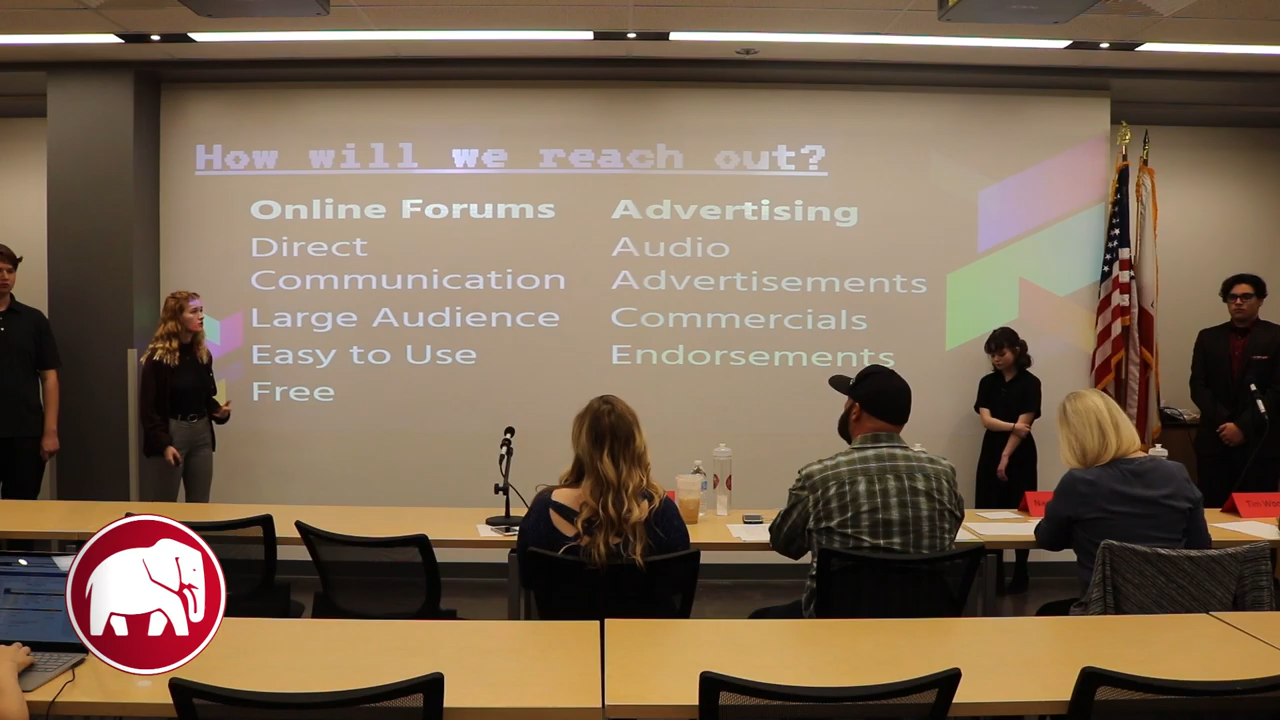 How will we reach out?
Online Forums
Direct
Communication
Large Audience
Easy to Use
Free
Advertising
Audio
Advertisements
Commercials
Endorsements